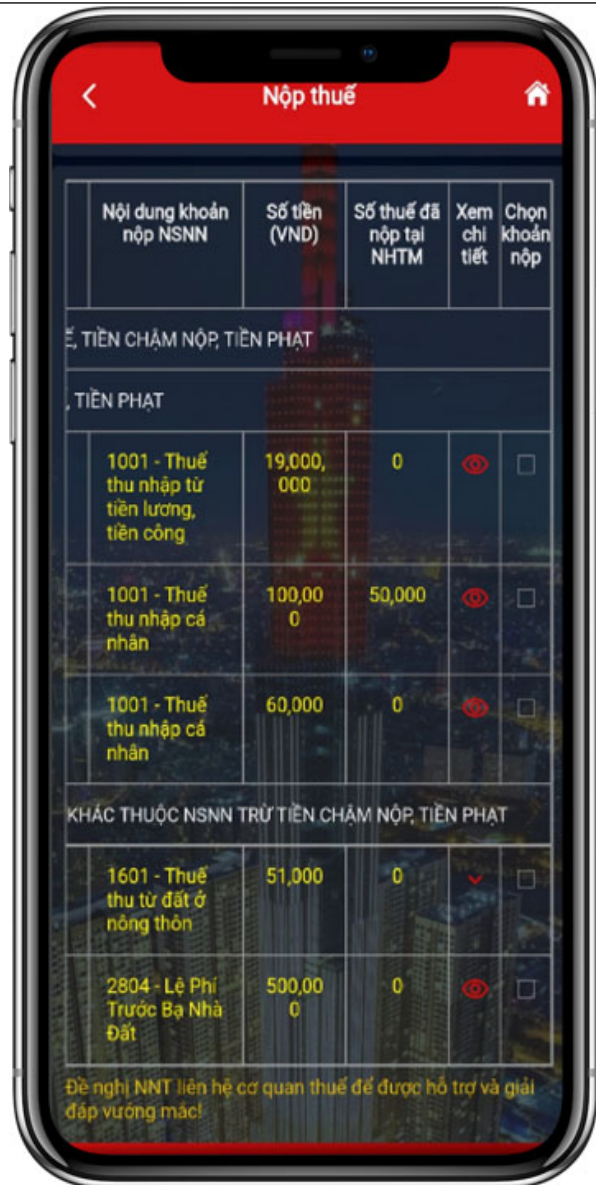 Nộp thuế
Nội dung khoản
nộp NSNN
Số tiền
(VND)
Số thuế đã
nộp tại
NHTM
Xem
chi
tiết
Chọn
khoản
nộp
Ế, TIỀN CHẬM NỘP, TIỀN PHẠT
, TIỀN PHẠT
1001 - Thuế
thu nhập từ
tiền lương,
tiền công
19,000,
000
0
1001 - Thuế
thu nhập cá
nhân
100,00
0
50,000
1001 - Thuế
thu nhập cá
nhân
60,000
0
KHÁC THUỘC NSNN TRỪ TIỀN CHẬM NỘP, TIỀN PHẠT
1601 - Thuế
thu từ đất ở
nông thôn
51,000
0
2804 - Lệ Phí
Trước Bạ Nhà
Đất
500,00
0
0
Đề nghị NNT liên hệ cơ quan thuế để được hỗ trợ và giải
đáp vướng mắc!